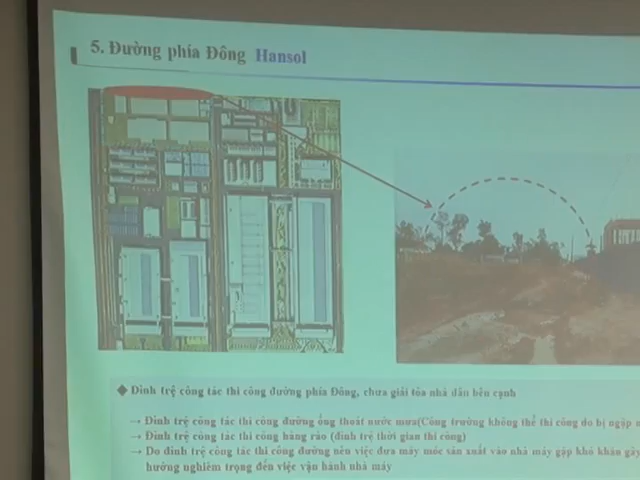 5. Đường phía Đông Hansol
◆ Đình trệ công tác thi công đường phía Đông, chưa giải tỏa nhà dân bên cạnh
→ Đình trệ công tác thi công đường ống thoát nước mưa(Công trường không thể thi công do bị ngập
→ Đình trệ công tác thi công hàng rào (đình trệ thời gian thi công)
→ Do đình trệ công tác thi công đường nên việc đưa máy móc sản xuất vào nhà máy gặp khó khăn gây
hưởng nghiêm trọng đến việc vận hành nhà máy